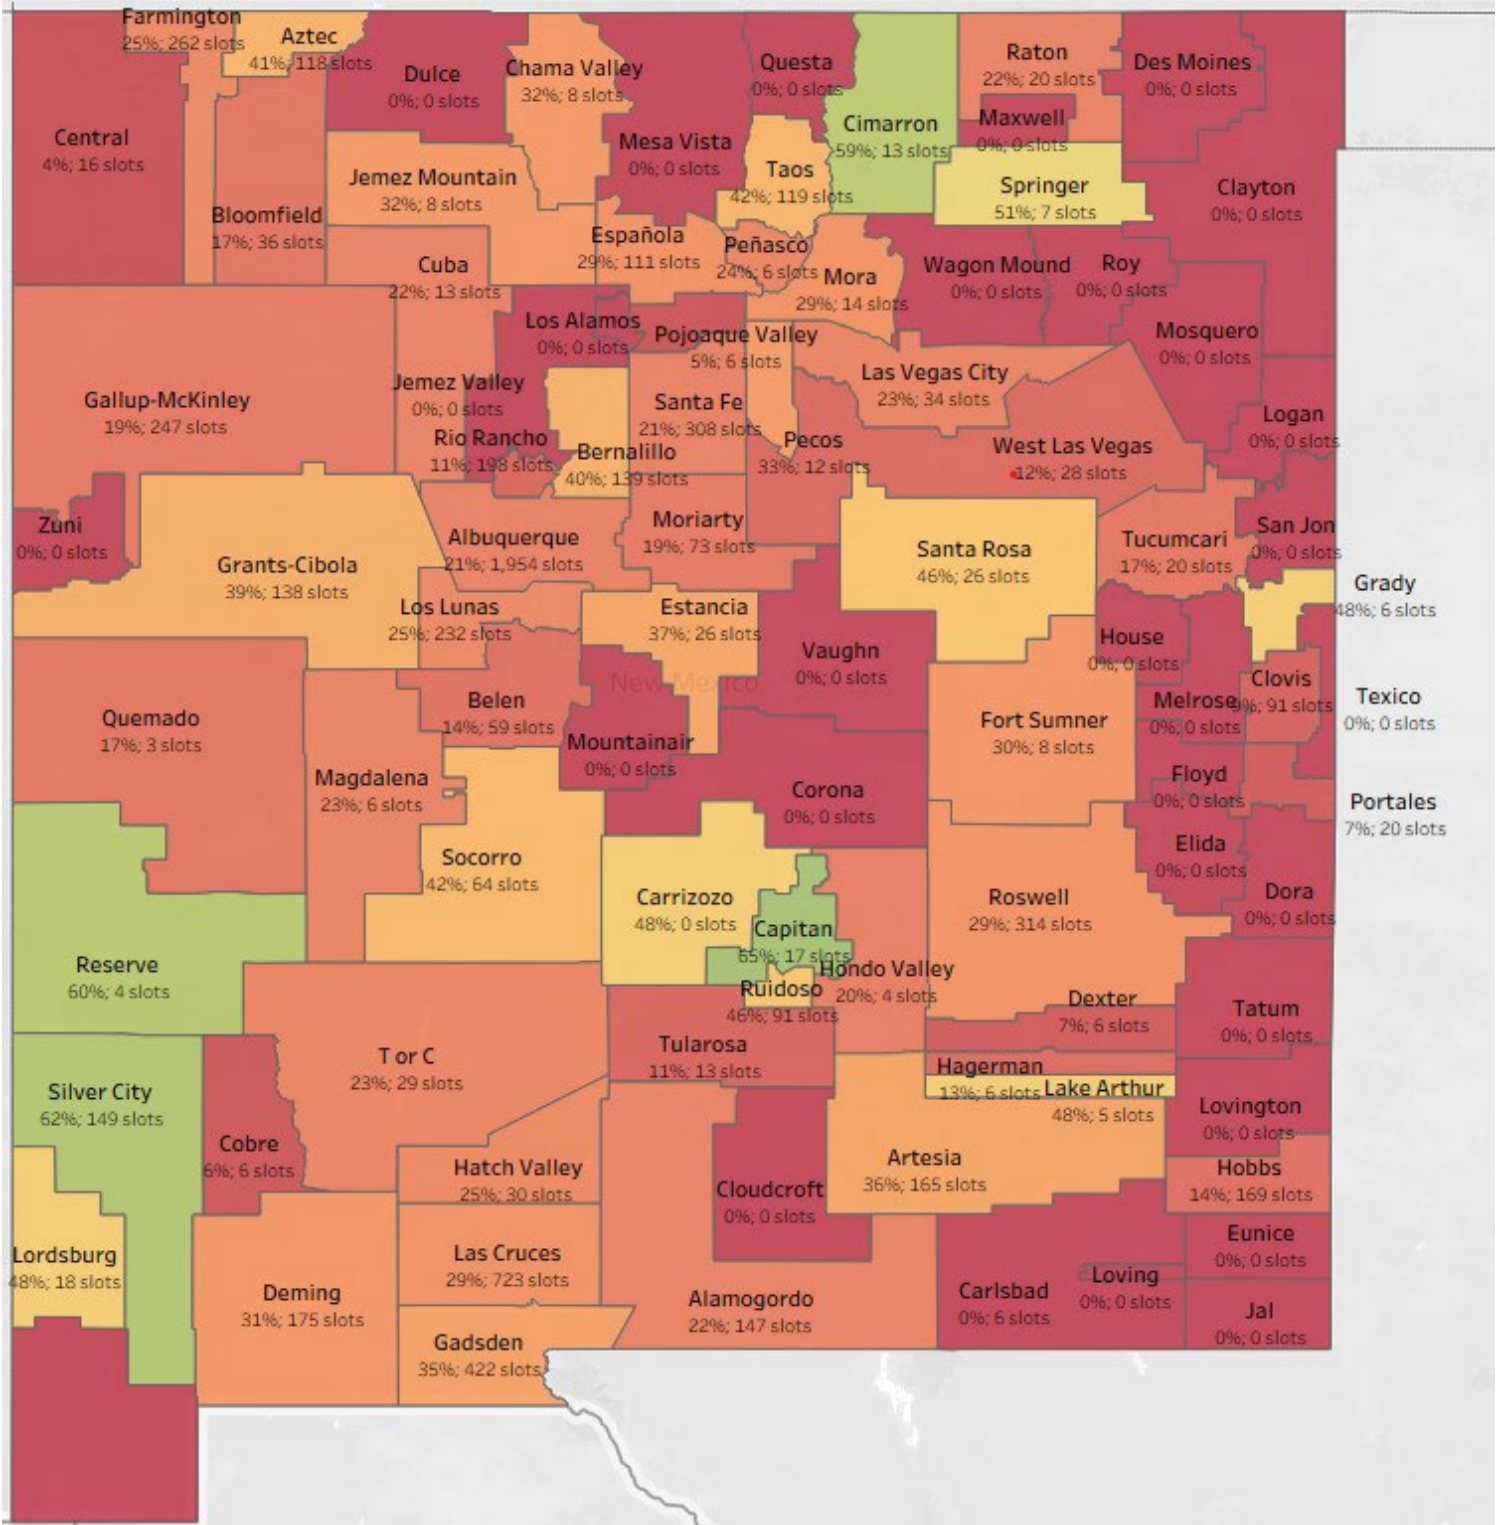 Farmington
25%; 262 slots
Aztec
41%; 118 slots
Dulce
0%; 0 slots
Chama Valley
32%; 8 slots
Questa
0%; 0 slots
Raton
22%; 20 slots
Des Moines
0%; 0 slots
Central
4%; 16 slots
Mesa Vista
0%; 0 slots
Cimarron
59%; 13 slots
Maxwell
0%; 0 slots
Jemez Mountain
32%; 8 slots
Taos
42%; 119 slots
Springer
51%; 7 slots
Clayton
0%; 0 slots
Bloomfield
17%; 36 slots
Española
29%; 111 slots
Peñasco
24%; 6 slots
Cuba
22%; 13 slots
Mora
29%; 14 slots
Wagon Mound
0%; 0 slots
Roy
0%; 0 slots
Los Alamos
0%; 0 slots
Pojoaque Valley
5%; 6 slots
Mosquero
0%; 0 slots
Gallup-McKinley
19%; 247 slots
Jemez Valley
0%; 0 slots
Santa Fe
21%; 308 slots
Las Vegas City
23%; 34 slots
Logan
0%; 0 slots
Rio Rancho
11%; 198 slots
Bernalillo
40%; 139 slots
Pecos
33%; 12 slots
West Las Vegas
12%; 28 slots
Zuni
0%; 0 slots
Grants-Cibola
39%; 138 slots
Albuquerque
21%; 1,954 slots
Moriarty
19%; 73 slots
Santa Rosa
46%; 26 slots
Tucumcari
17%; 20 slots
San Jon
0%; 0 slots
Grady
48%; 6 slots
Los Lunas
25%; 232 slots
Estancia
37%; 26 slots
Vaughn
0%; 0 slots
House
0%; 0 slots
New Mexico
Belen
14%; 59 slots
Clovis
9%; 91 slots
Melrose
0%; 0 slots
Texico
0%; 0 slots
Quemado
17%; 3 slots
Mountainair
0%; 0 slots
Fort Sumner
30%; 8 slots
Magdalena
23%; 6 slots
Corona
0%; 0 slots
Floyd
0%; 0 slots
Portales
7%; 20 slots
Socorro
42%; 64 slots
Elida
0%; 0 slots
Carrizozo
48%; 0 slots
Capitan
65%; 17 slots
Roswell
29%; 314 slots
Dora
0%; 0 slots
Reserve
60%; 4 slots
Hondo Valley
20%; 4 slots
Ruidoso
46%; 91 slots
Dexter
7%; 6 slots
Tatum
0%; 0 slots
T or C
23%; 29 slots
Tularosa
11%; 13 slots
Hagerman
13%; 6 slots
Lake Arthur
48%; 5 slots
Silver City
62%; 149 slots
Lovington
0%; 0 slots
Cobre
6%; 6 slots
Hatch Valley
25%; 30 slots
Artesia
36%; 165 slots
Hobbs
14%; 169 slots
Cloudcroft
0%; 0 slots
Lordsburg
48%; 18 slots
Las Cruces
29%; 723 slots
Eunice
0%; 0 slots
Deming
31%; 175 slots
Alamogordo
22%; 147 slots
Carlsbad
0%; 6 slots
Loving
0%; 0 slots
Jal
0%; 0 slots
Gadsden
35%; 422 slots